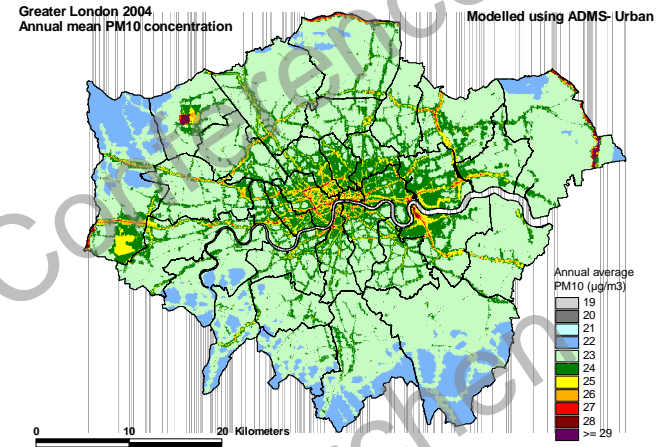 Greater London 2004
Annual mean PM10 concentration
Modelled using ADMS- Urban
Annual average
PM10 (µg/m3)
19
20
21
22
23
24
25
26
27
28
>= 29
0 10 20 Kilometers
Conference